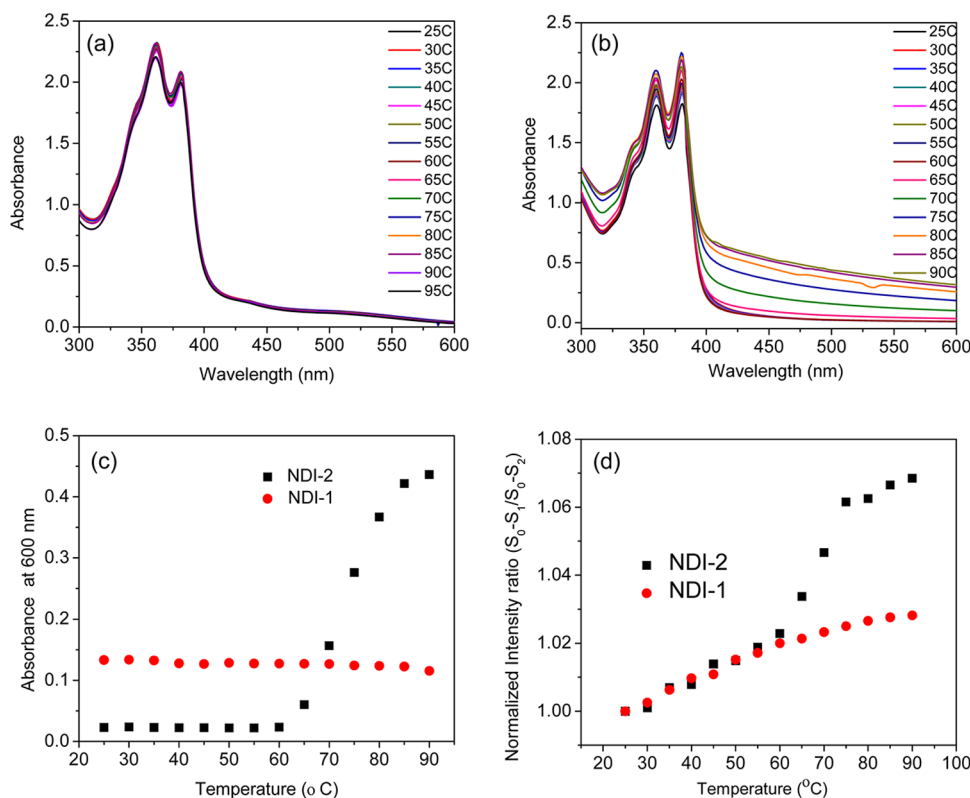 (a)
2.5
2.0
1.5
1.0
0.5
0.0
Absorbance
300 350 400 450 500 550 600
Wavelength (nm)
25C
30C
35C
40C
45C
50C
55C
60C
65C
70C
75C
80C
85C
90C
95C
(b)
2.5
2.0
1.5
1.0
0.5
0.0
Absorbance
300 350 400 450 500 550 600
Wavelength (nm)
25C
30C
35C
40C
45C
50C
55C
60C
65C
70C
75C
80C
85C
90C
(c)
0.5
0.4
0.3
0.2
0.1
0.0
Absorbance at 600 nm
NDI-2
NDI-1
20 30 40 50 60 70 80 90
Temperature (o C)
(d)
1.08
1.06
1.04
1.02
1.00
Normalized Intensity ratio (S₀-S₁/S₀-S₂)
NDI-2
NDI-1
20 30 40 50 60 70 80 90
Temperature (°C)